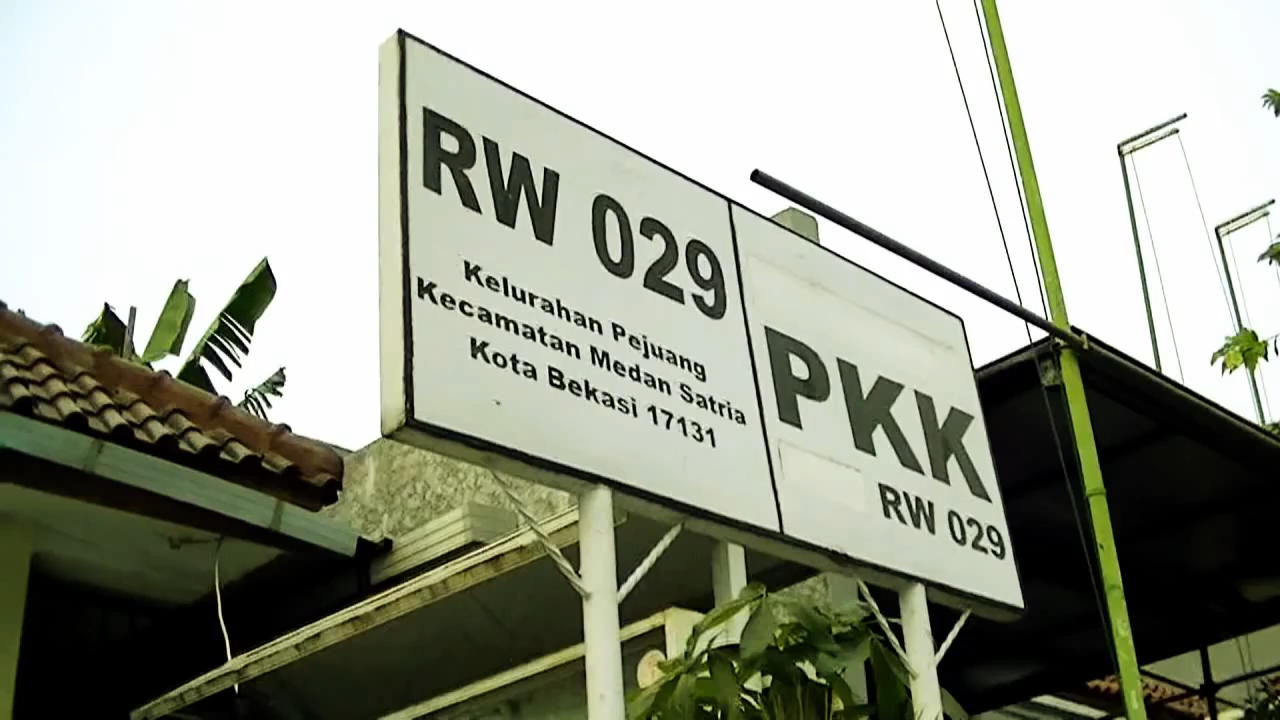 RW 029
Kelurahan Pejuang
Kecamatan Medan Satria
Kota Bekasi 17131
PKK
RW 029